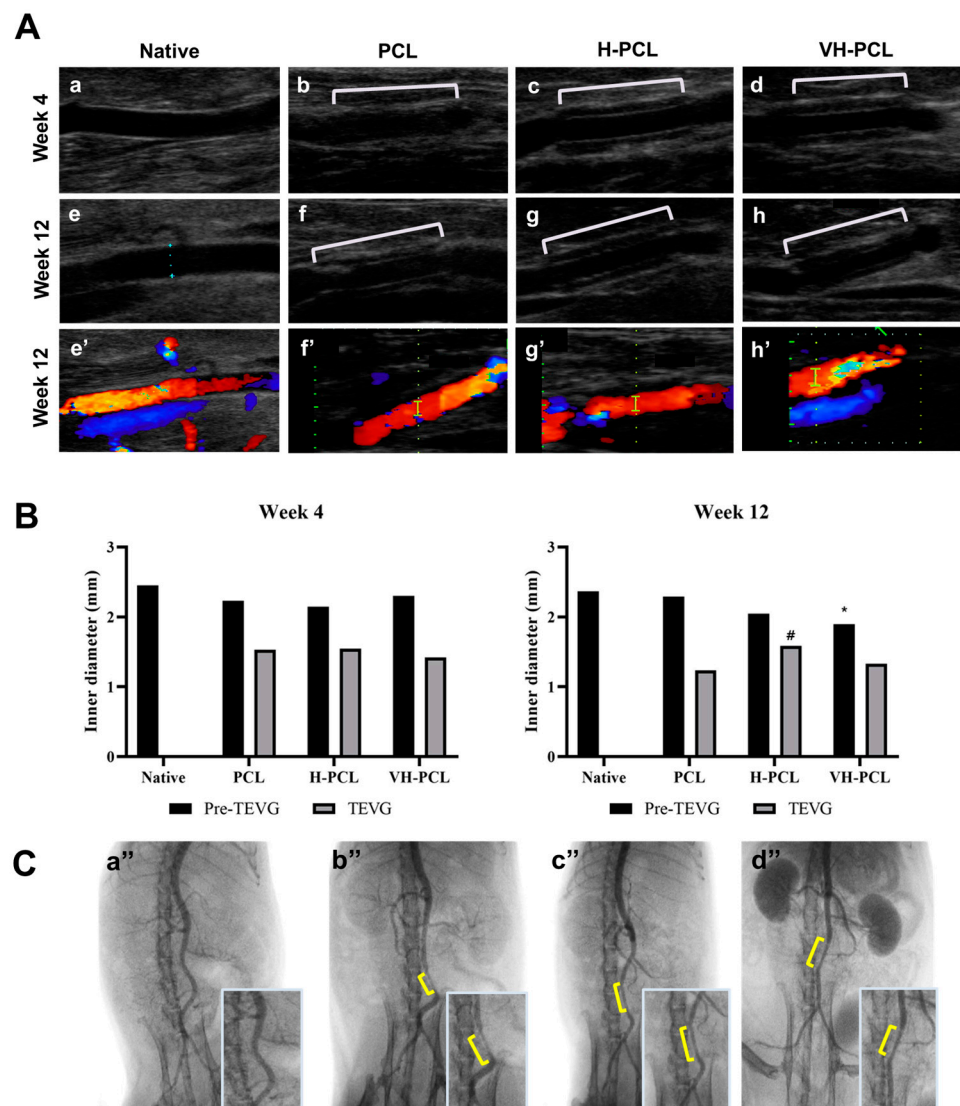 A
Native PCL H-PCL VH-PCL
Week 4
a b c d
Week 12
e f g h
Week 12
e’ f’ g’ h’
B
Week 4
Inner diameter (mm)
3
2
1
0
Native PCL H-PCL VH-PCL
Pre-TEVG TEVG
Week 12
Inner diameter (mm)
3
2
1
0
#
*
Native PCL H-PCL VH-PCL
Pre-TEVG TEVG
C
a” b” c” d”